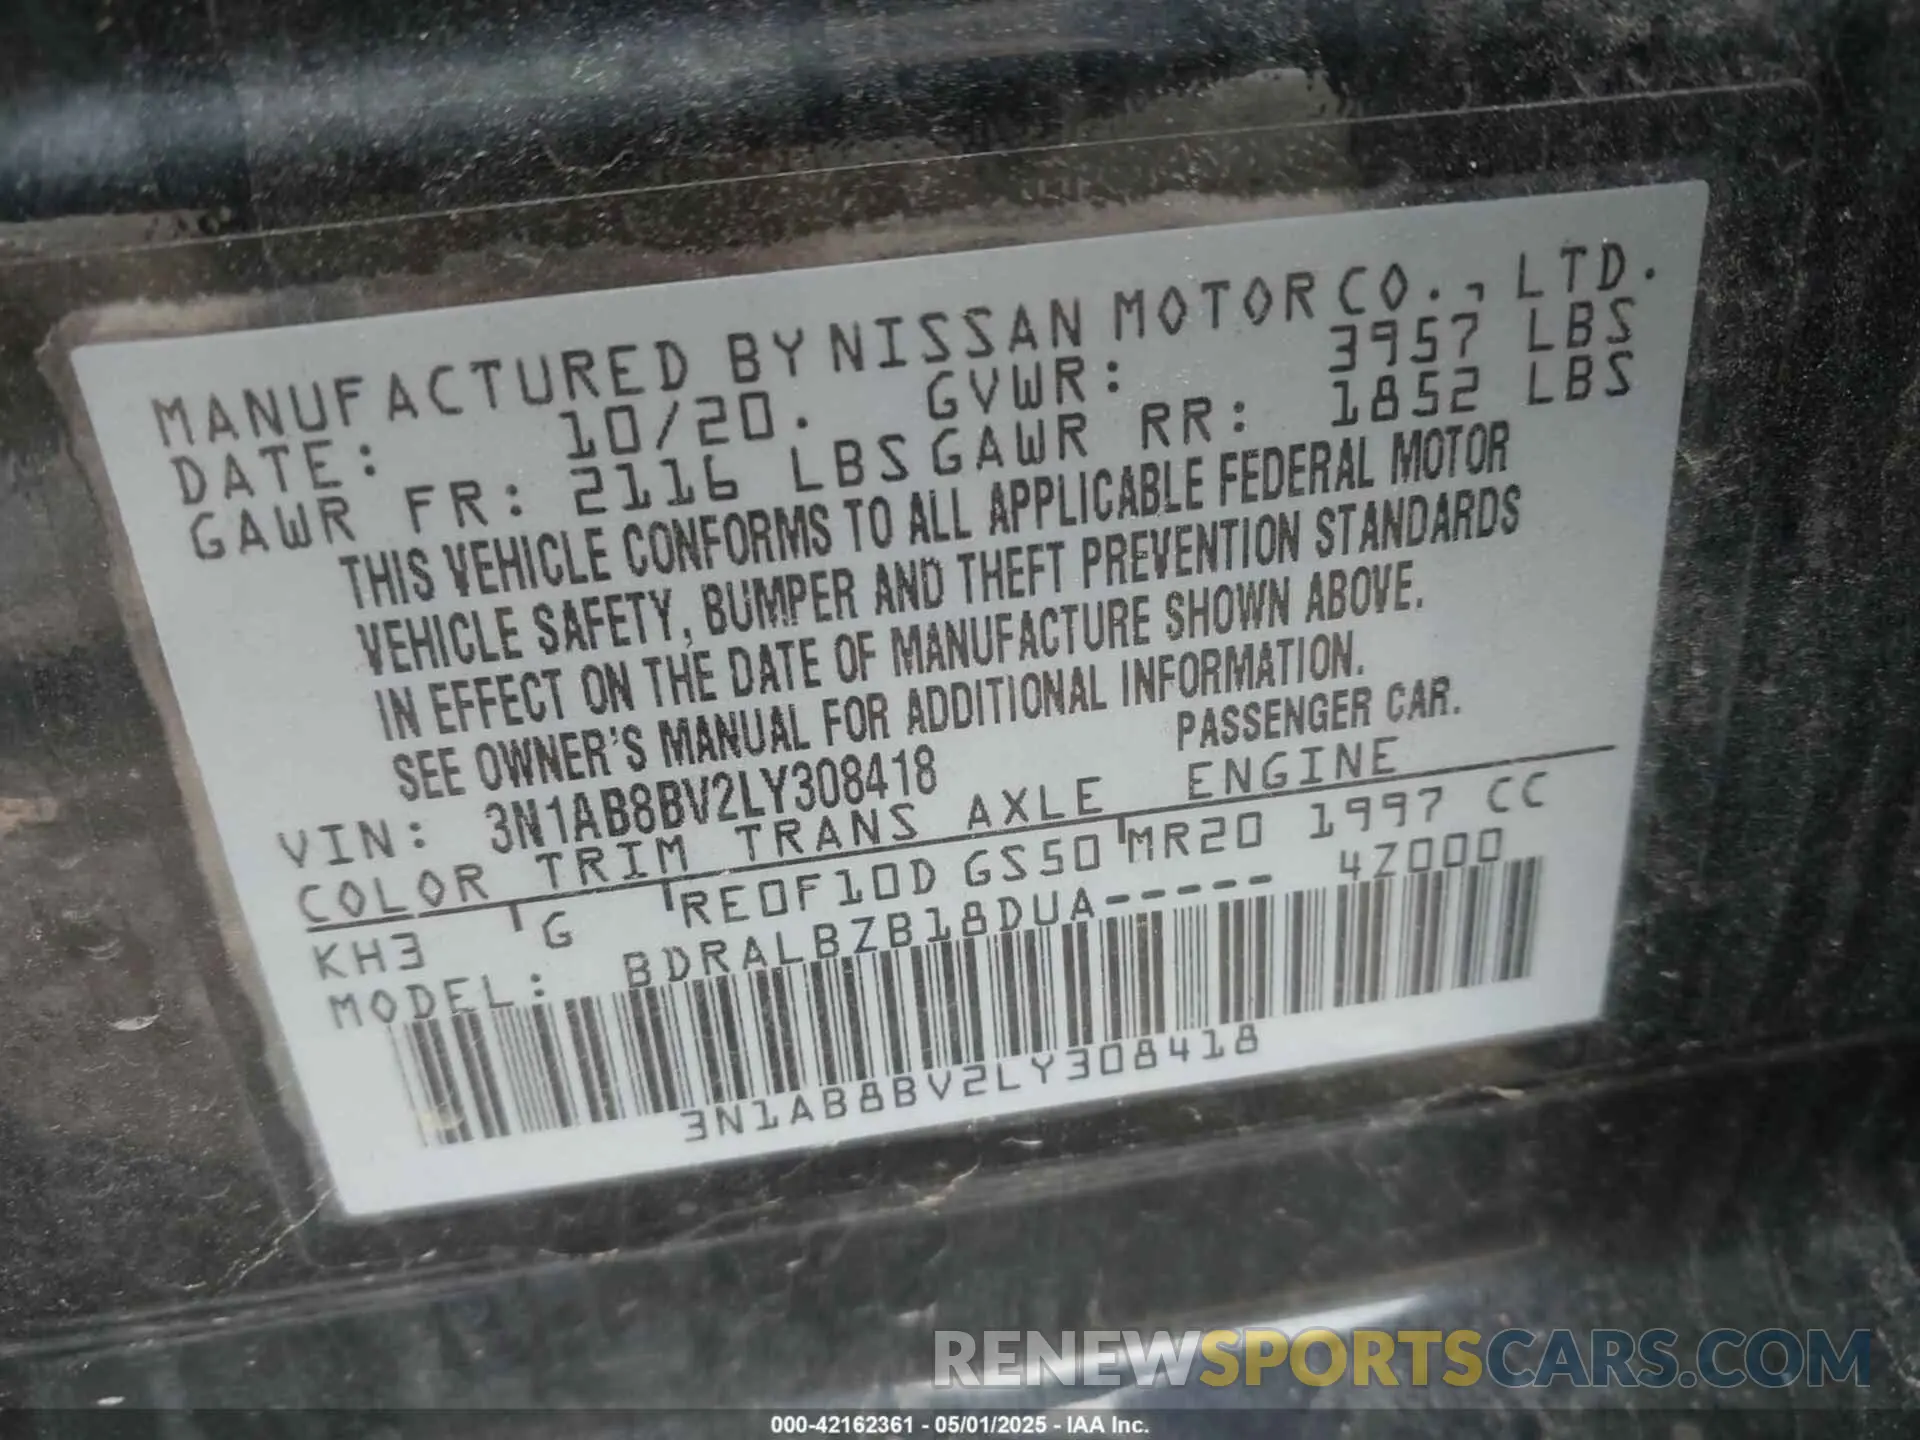 MANUFACTURED BY NISSAN MOTOR CO., LTD.
DATE: 10/20. GVWR: 3957 LBS
GAWR FR: 2116 LBS GAWR RR: 1852 LBS
THIS VEHICLE CONFORMS TO ALL APPLICABLE FEDERAL MOTOR
VEHICLE SAFETY, BUMPER AND THEFT PREVENTION STANDARDS
IN EFFECT ON THE DATE OF MANUFACTURE SHOWN ABOVE.
SEE OWNER'S MANUAL FOR ADDITIONAL INFORMATION.
VIN: 3N1AB8BV2LY308418 PASSENGER CAR.
COLOR TRIM TRANS AXLE ENGINE
KH3 G RE0F10D GS50 MR20 1997 CC
MODEL: BDRALBZB18DUA----- 4Z000
3N1AB8BV2LY308418
RENEWSPORTSCARS.COM
000-42162361 - 05/01/2025 - IAA Inc.